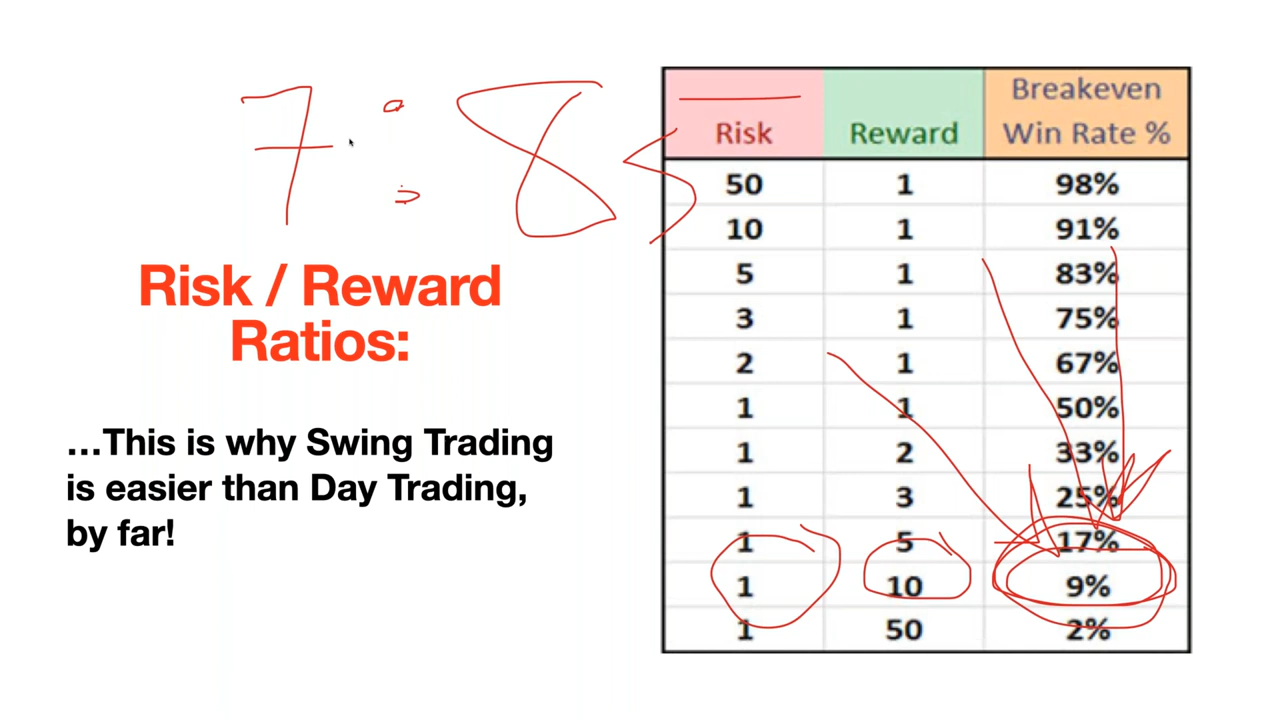 7:85
Risk / Reward
Ratios:
...This is why Swing Trading
is easier than Day Trading,
by far!
Risk Reward Breakeven Win Rate %
50 1 98%
10 1 91%
5 1 83%
3 1 75%
2 1 67%
1 1 50%
1 2 33%
1 3 25%
1 5 17%
1 10 9%
1 50 2%